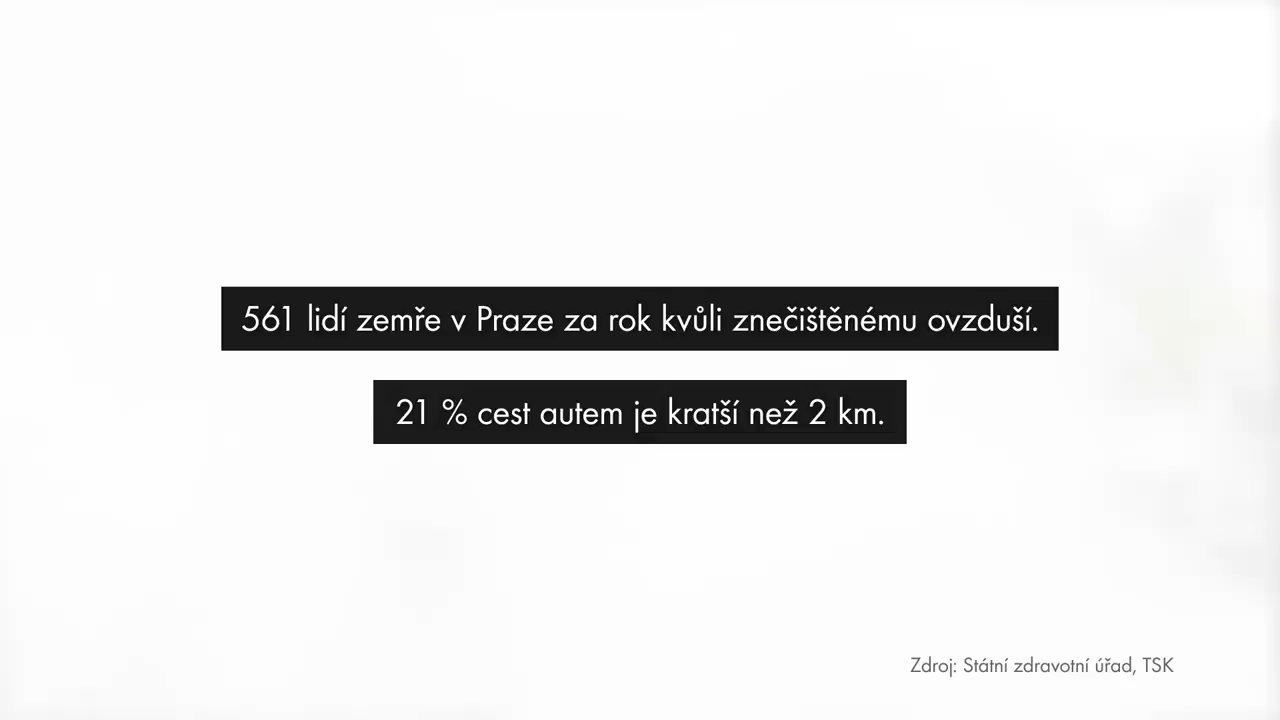 561 lidí zemře v Praze za rok kvůli znečištěnému ovzduší.
21 % cest autem je kratší než 2 km.
Zdroj: Státní zdravotní úřad, TSK